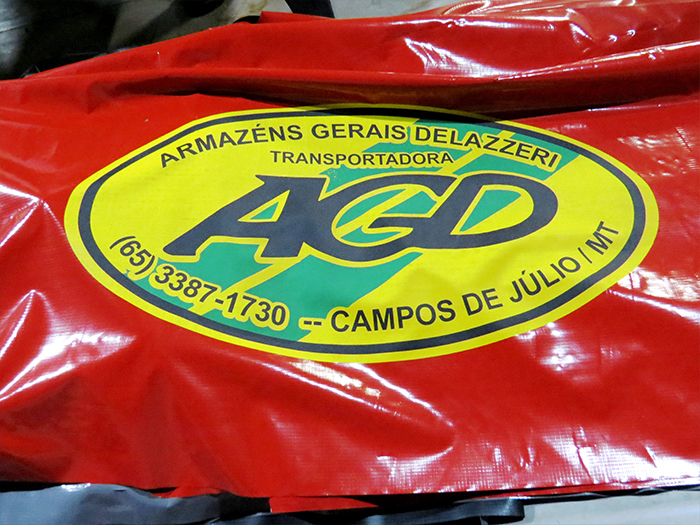 ARMAZÉNS GERAIS DELAZZERI
TRANSPORTADORA
AGD
(65) 3387-1730 -- CAMPOS DE JÚLIO / MT